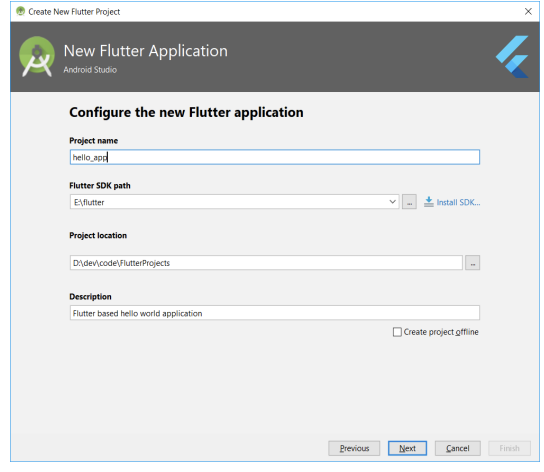 Create New Flutter Project
New Flutter Application
Android Studio
Configure the new Flutter application
Project name
hello_app
Flutter SDK path
E:\flutter
... Install SDK...
Project location
D:\dev\code\FlutterProjects
...
Description
Flutter based hello world application
Create project offline
Previous Next Cancel Finish